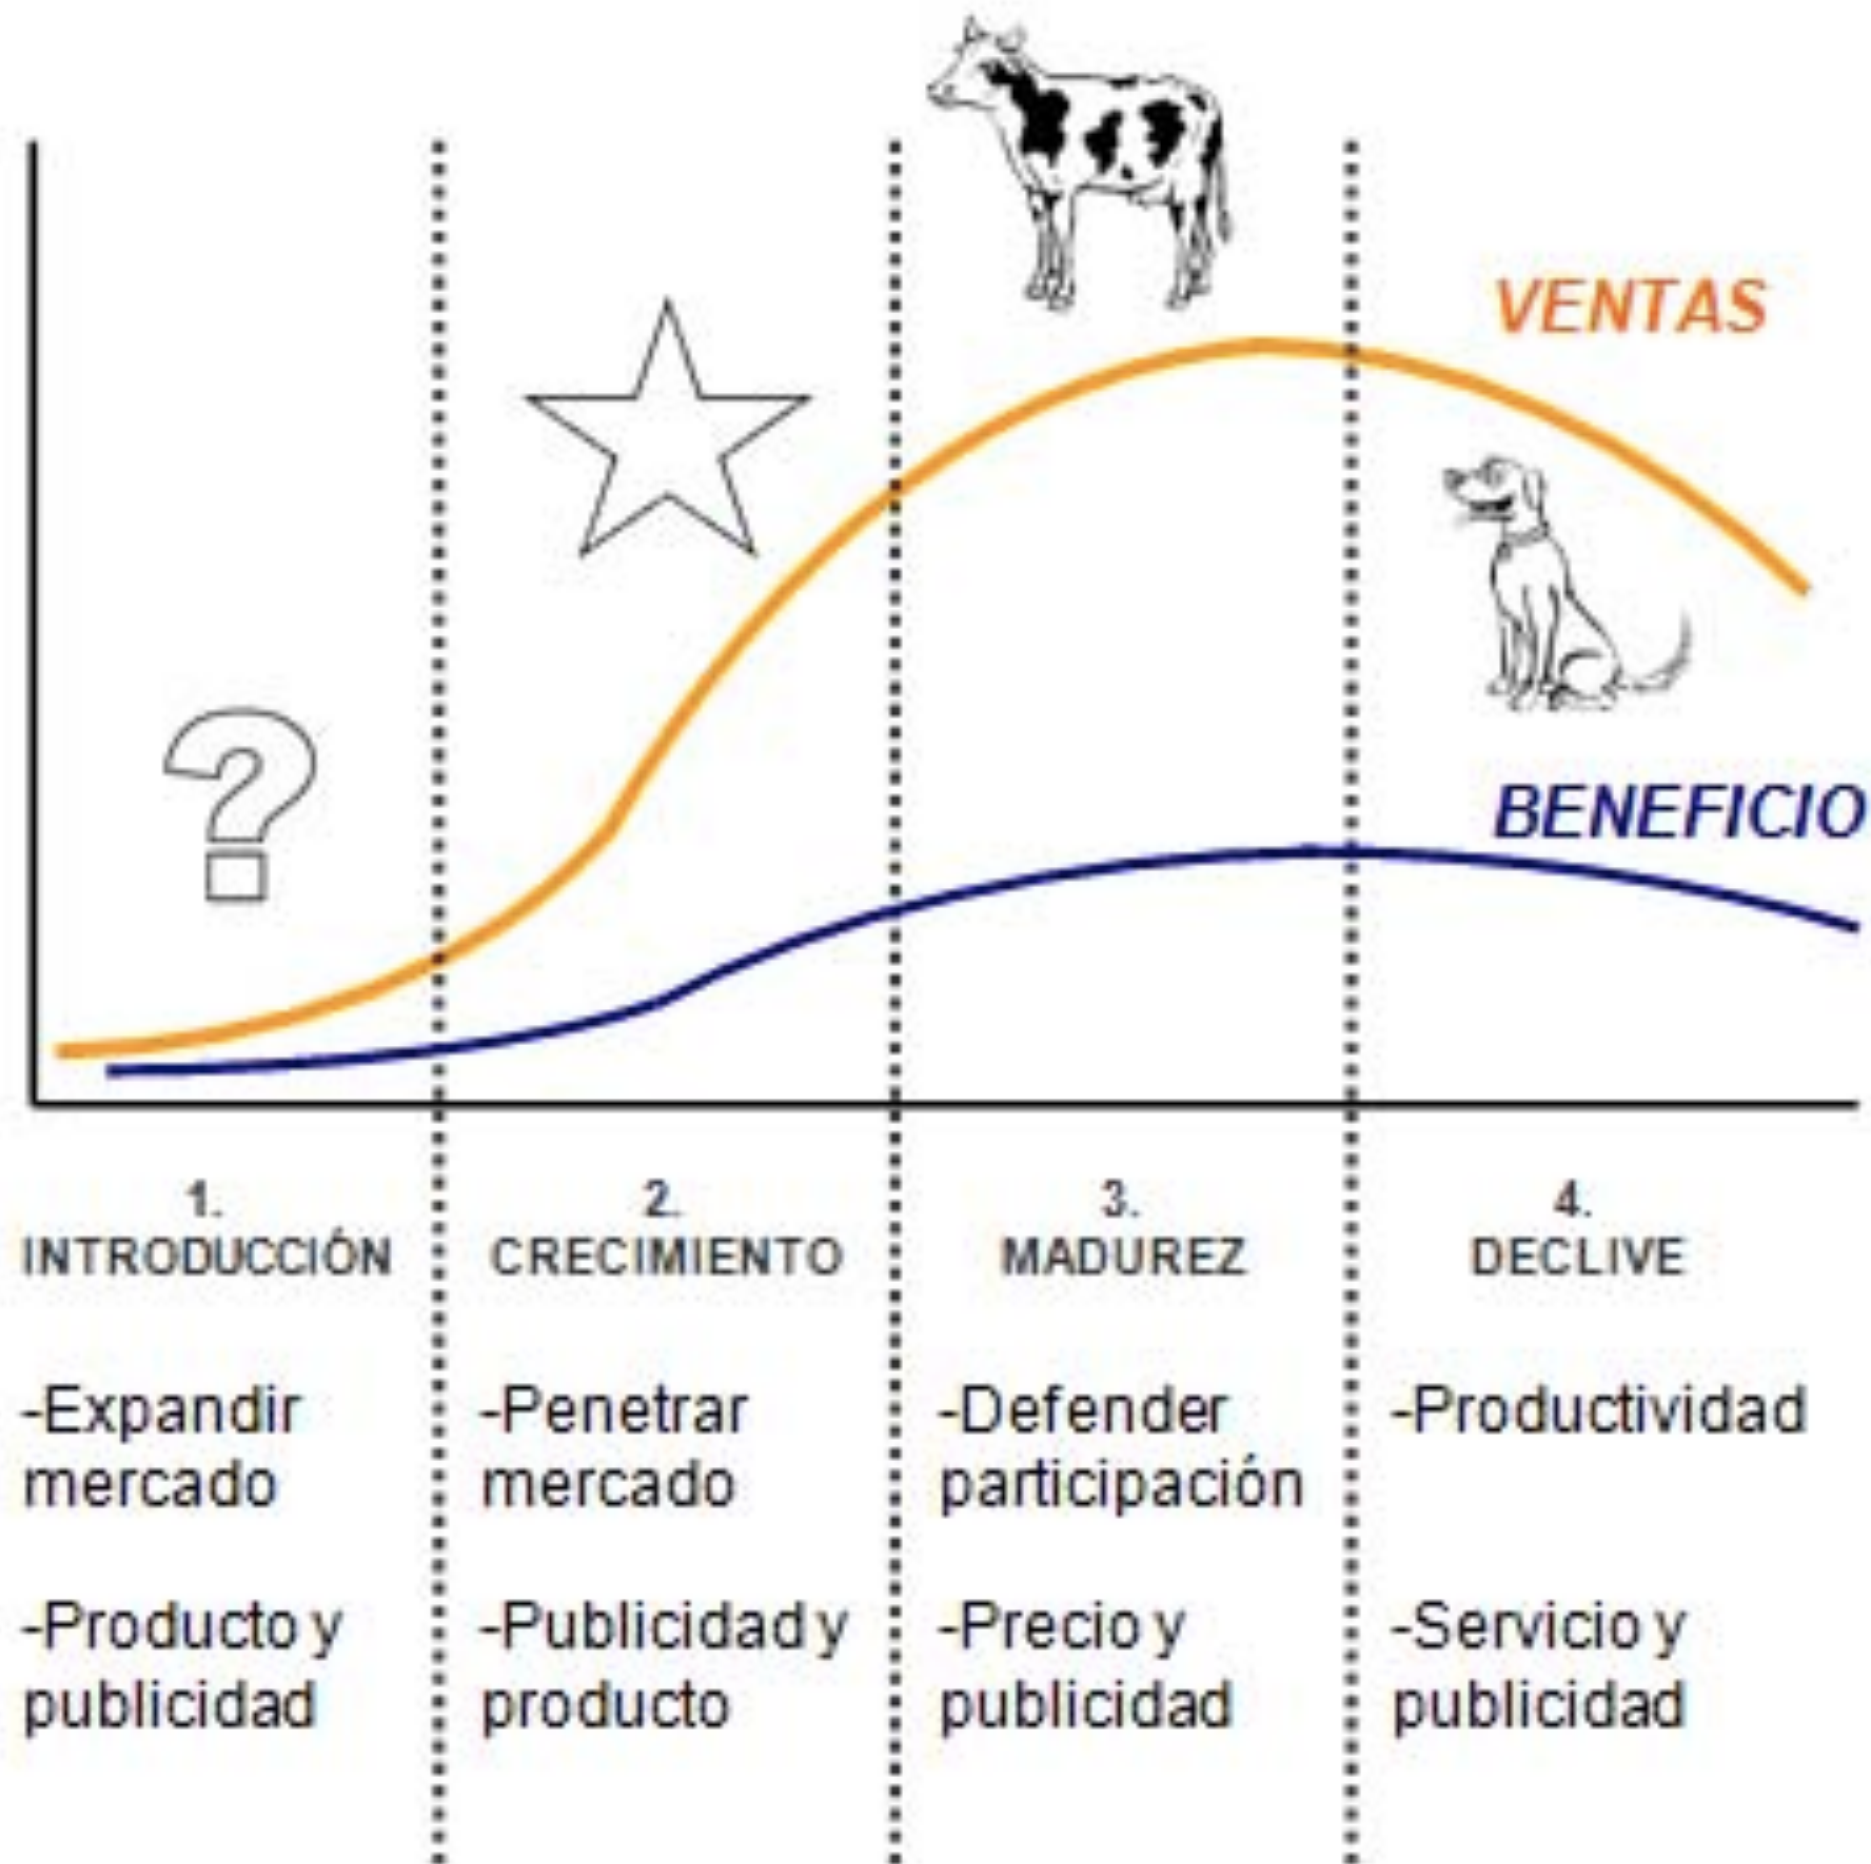 VENTAS
?
BENEFICIO
1.
INTRODUCCIÓN
-Expandir
mercado
-Producto y
publicidad
2.
CRECIMIENTO
-Penetrar
mercado
-Publicidad y
producto
3.
MADUREZ
-Defender
participación
-Precio y
publicidad
4.
DECLIVE
-Productividad
-Servicio y
publicidad